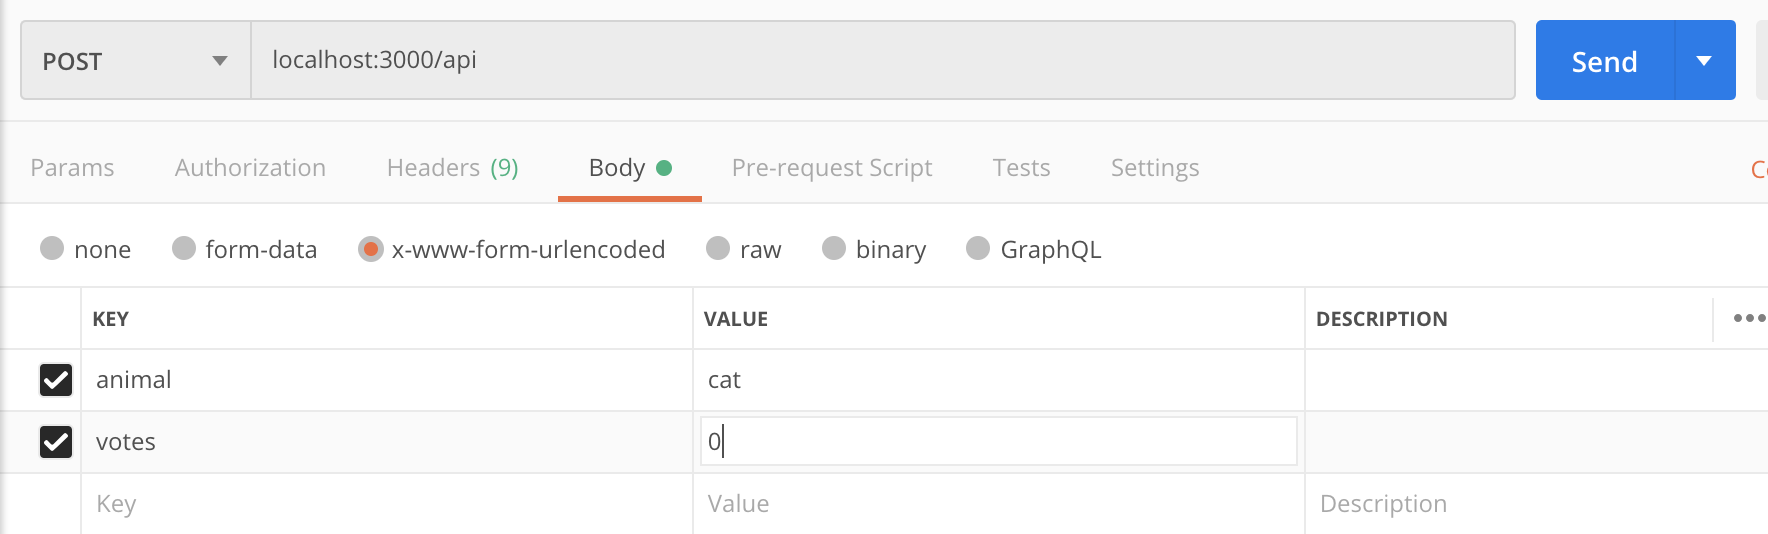 POST localhost:3000/api Send
Params Authorization Headers (9) Body Pre-request Script Tests Settings
none form-data x-www-form-urlencoded raw binary GraphQL
KEY VALUE DESCRIPTION
animal cat
votes 0
Key Value Description